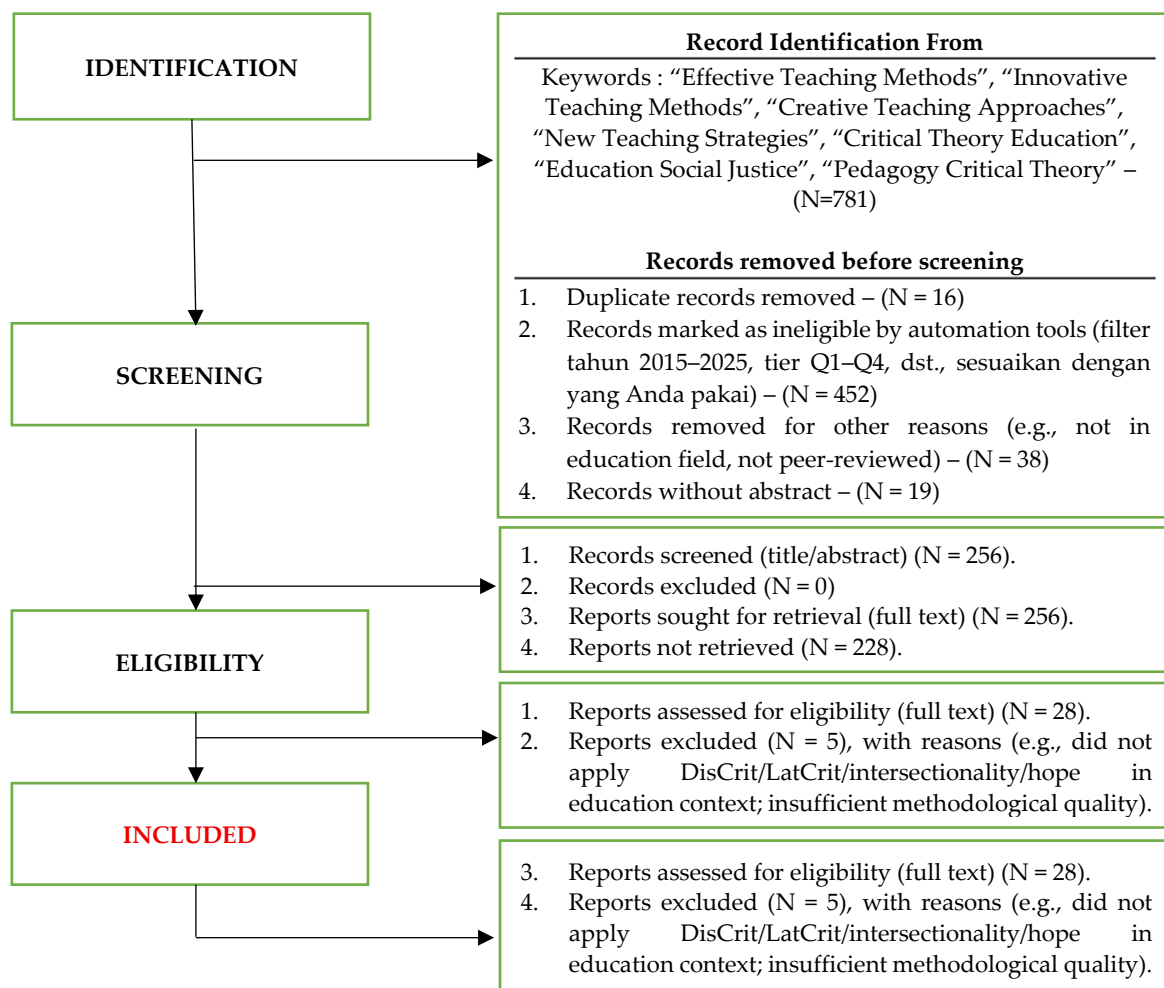 IDENTIFICATION
Record Identification From
Keywords : “Effective Teaching Methods”, “Innovative
Teaching Methods”, “Creative Teaching Approaches”,
“New Teaching Strategies”, “Critical Theory Education”,
“Education Social Justice”, “Pedagogy Critical Theory” –
(N=781)
Records removed before screening
1. Duplicate records removed – (N = 16)
2. Records marked as ineligible by automation tools (filter
tahun 2015–2025, tier Q1–Q4, dst., sesuaikan dengan
yang Anda pakai) – (N = 452)
3. Records removed for other reasons (e.g., not in
education field, not peer-reviewed) – (N = 38)
4. Records without abstract – (N = 19)
SCREENING
1. Records screened (title/abstract) (N = 256).
2. Records excluded (N = 0)
3. Reports sought for retrieval (full text) (N = 256).
4. Reports not retrieved (N = 228).
ELIGIBILITY
1. Reports assessed for eligibility (full text) (N = 28).
2. Reports excluded (N = 5), with reasons (e.g., did not
apply DisCrit/LatCrit/intersectionality/hope in
education context; insufficient methodological quality).
INCLUDED
3. Reports assessed for eligibility (full text) (N = 28).
4. Reports excluded (N = 5), with reasons (e.g., did not
apply DisCrit/LatCrit/intersectionality/hope in
education context; insufficient methodological quality).